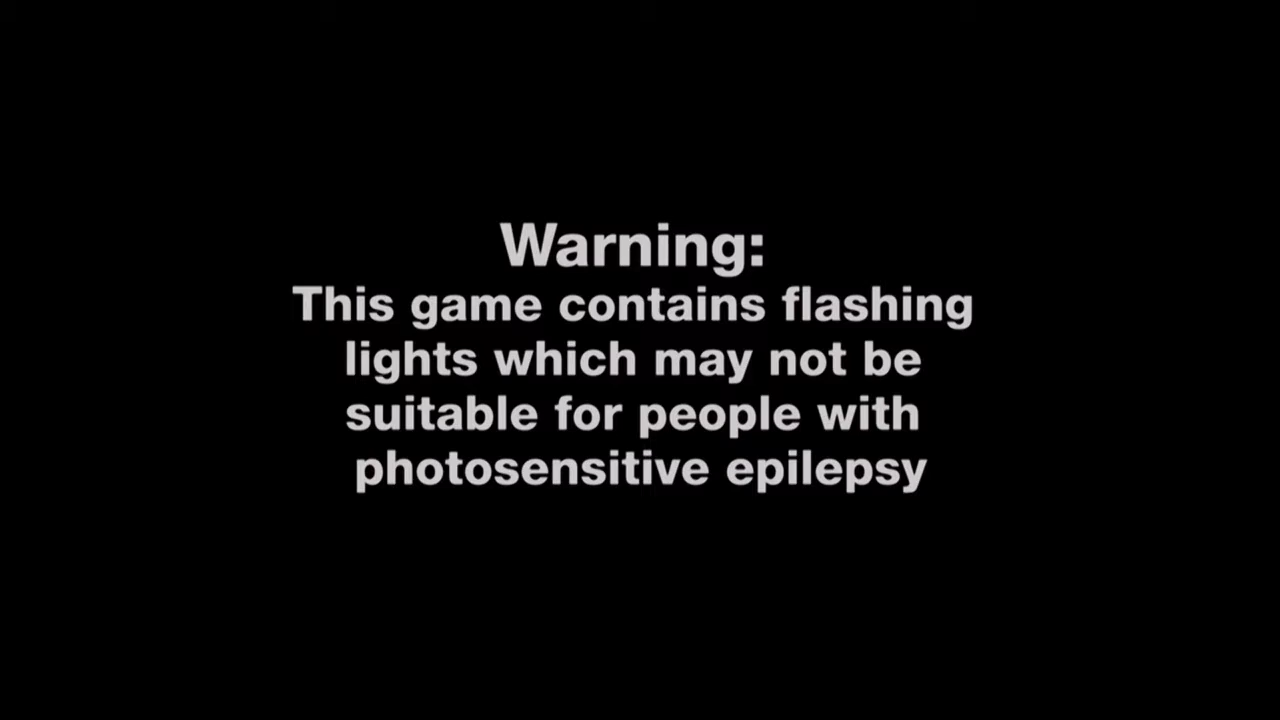 Warning:
This game contains flashing
lights which may not be
suitable for people with
photosensitive epilepsy